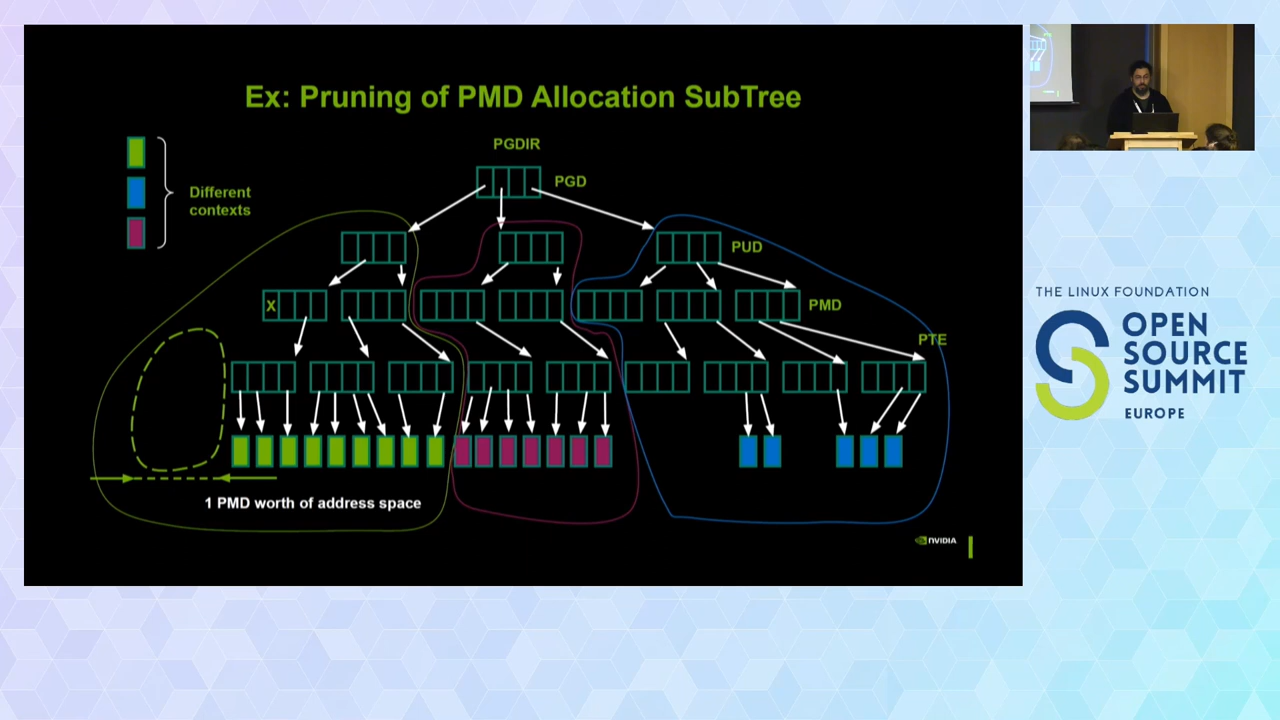 Ex: Pruning of PMD Allocation SubTree
PGDIR
PGD
Different
contexts
PUD
X
PMD
PTE
1 PMD worth of address space
NVIDIA
THE LINUX FOUNDATION
OPEN
SOURCE
SUMMIT
EUROPE